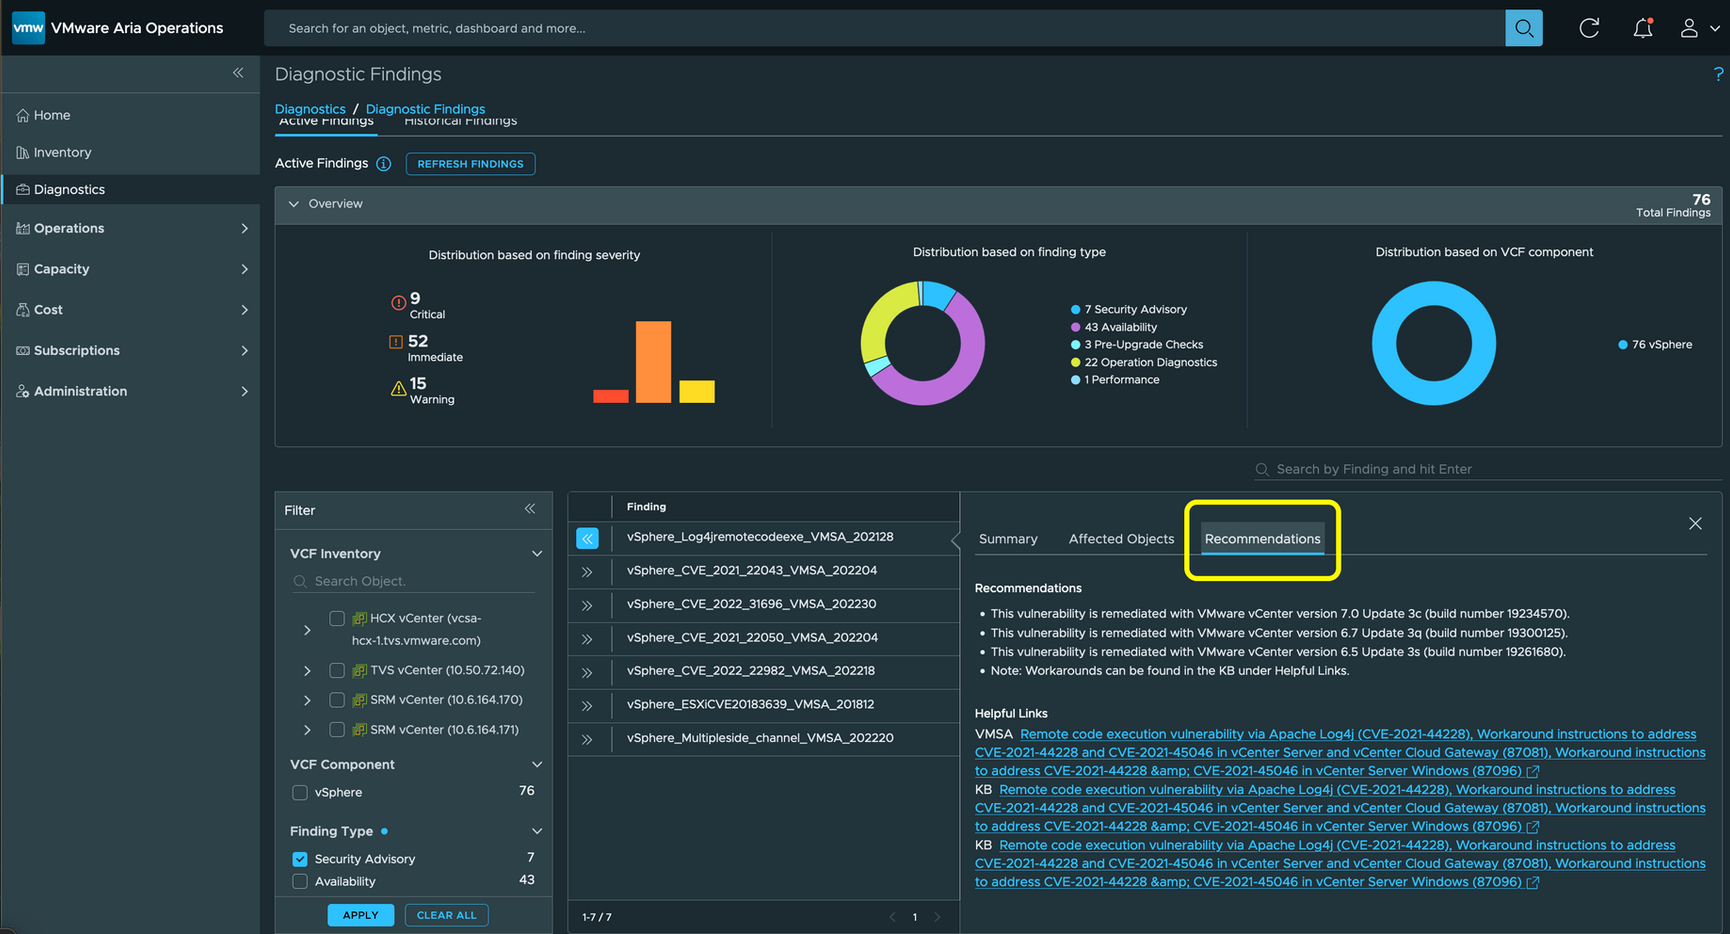 vmw VMware Aria Operations
Search for an object, metric, dashboard and more...
Diagnostic Findings
?
Home
Inventory
Diagnostics
Operations
Capacity
Cost
Subscriptions
Administration
Diagnostics / Diagnostic Findings
Active Findings Historical Findings
Active Findings REFRESH FINDINGS
Overview
76
Total Findings
Distribution based on finding severity
9
Critical
52
Immediate
15
Warning
Distribution based on finding type
7 Security Advisory
43 Availability
3 Pre-Upgrade Checks
22 Operation Diagnostics
1 Performance
Distribution based on VCF component
76 vSphere
Search by Finding and hit Enter
Filter
VCF Inventory
Search Object.
HCX vCenter (vcsa-
hcx-1.tvs.vmware.com)
TVS vCenter (10.50.72.140)
SRM vCenter (10.6.164.170)
SRM vCenter (10.6.164.171)
VCF Component
vSphere 76
Finding Type
Security Advisory 7
Availability 43
APPLY CLEAR ALL
Finding
vSphere_Log4jremotecodeexe_VMSA_202128
vSphere_CVE_2021_22043_VMSA_202204
vSphere_CVE_2022_31696_VMSA_202230
vSphere_CVE_2021_22050_VMSA_202204
vSphere_CVE_2022_22982_VMSA_202218
vSphere_ESXiCVE20183639_VMSA_201812
vSphere_Multipleside_channel_VMSA_202220
1-7 / 7
1
Summary Affected Objects Recommendations
Recommendations
• This vulnerability is remediated with VMware vCenter version 7.0 Update 3c (build number 19234570).
• This vulnerability is remediated with VMware vCenter version 6.7 Update 3q (build number 19300125).
• This vulnerability is remediated with VMware vCenter version 6.5 Update 3s (build number 19261680).
• Note: Workarounds can be found in the KB under Helpful Links.
Helpful Links
VMSA Remote code execution vulnerability via Apache Log4j (CVE-2021-44228), Workaround instructions to address
CVE-2021-44228 and CVE-2021-45046 in vCenter Server and vCenter Cloud Gateway (87081), Workaround instructions
to address CVE-2021-44228 &amp; CVE-2021-45046 in vCenter Server Windows (87096)
KB Remote code execution vulnerability via Apache Log4j (CVE-2021-44228), Workaround instructions to address
CVE-2021-44228 and CVE-2021-45046 in vCenter Server and vCenter Cloud Gateway (87081), Workaround instructions
to address CVE-2021-44228 &amp; CVE-2021-45046 in vCenter Server Windows (87096)
KB Remote code execution vulnerability via Apache Log4j (CVE-2021-44228), Workaround instructions to address
CVE-2021-44228 and CVE-2021-45046 in vCenter Server and vCenter Cloud Gateway (87081), Workaround instructions
to address CVE-2021-44228 &amp; CVE-2021-45046 in vCenter Server Windows (87096)